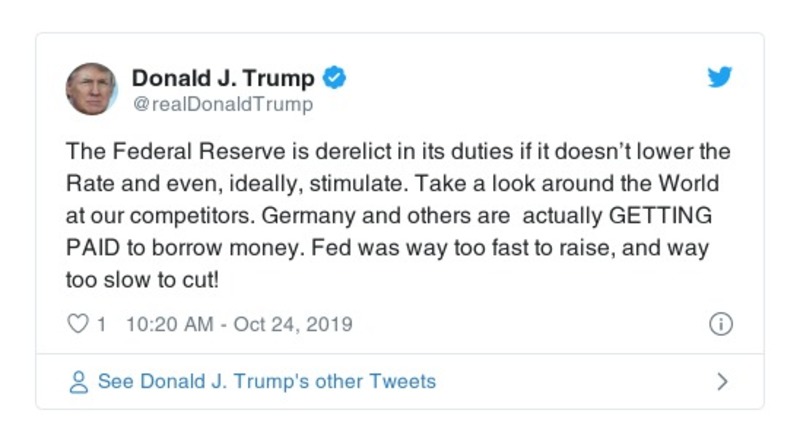 Donald J. Trump
@realDonaldTrump
The Federal Reserve is derelict in its duties if it doesn’t lower the
Rate and even, ideally, stimulate. Take a look around the World
at our competitors. Germany and others are  actually GETTING
PAID to borrow money. Fed was way too fast to raise, and way
too slow to cut!
1 10:20 AM - Oct 24, 2019
See Donald J. Trump's other Tweets